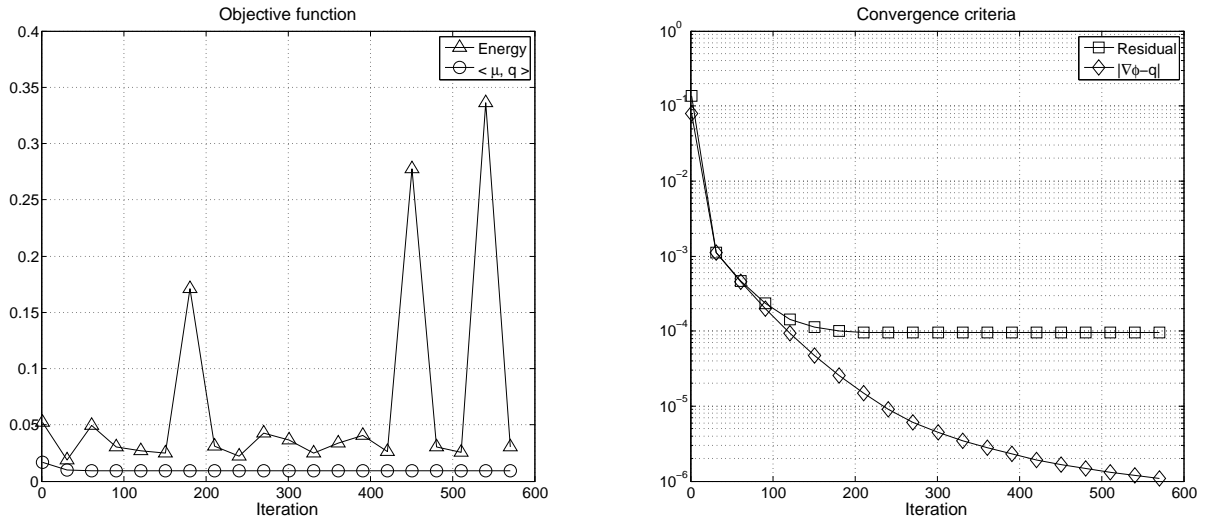 Objective function
0.4
0.35
0.3
0.25
0.2
0.15
0.1
0.05
0
0 100 200 300 400 500 600
Iteration
Energy
< μ, q >
Convergence criteria
10^0
10^-1
10^-2
10^-3
10^-4
10^-5
10^-6
0 100 200 300 400 500 600
Iteration
Residual
|∇ϕ−q|